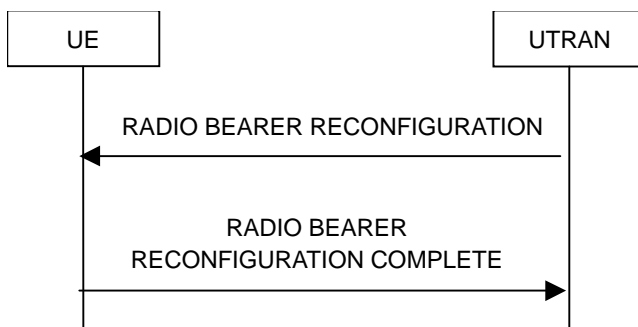 UE
UTRAN
RADIO BEARER RECONFIGURATION
RADIO BEARER
RECONFIGURATION COMPLETE